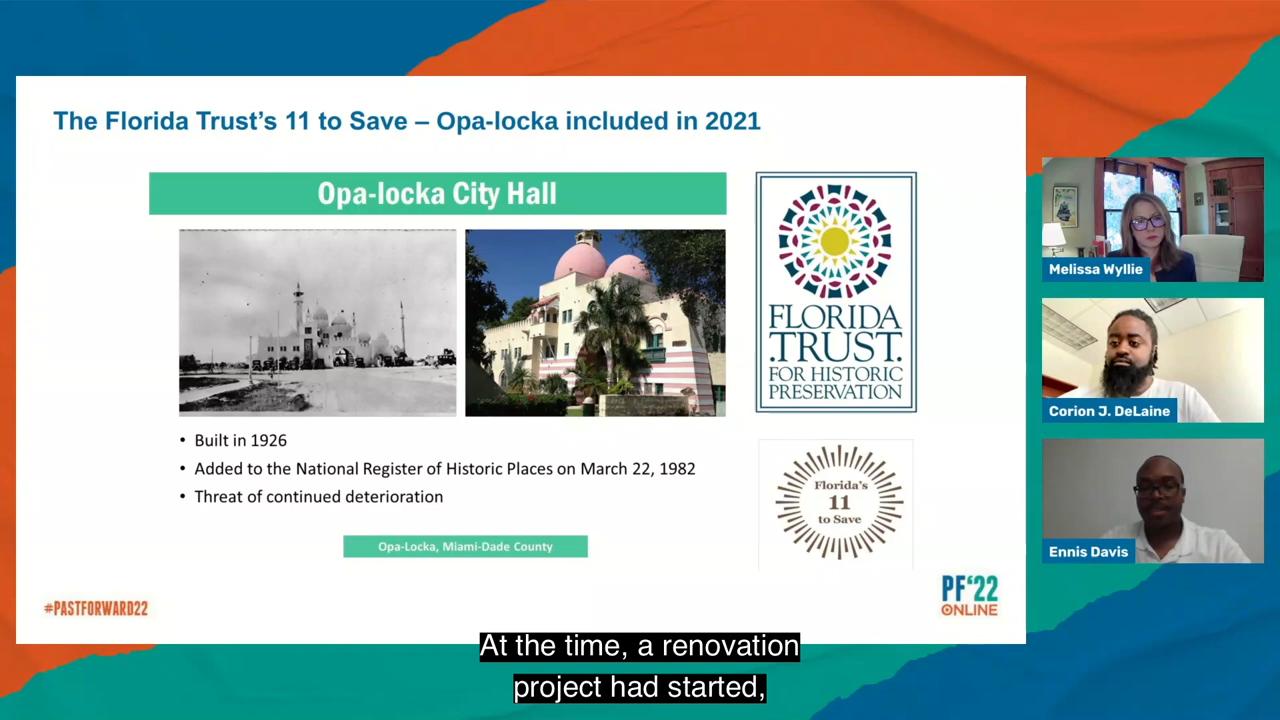 The Florida Trust’s 11 to Save – Opa-locka included in 2021
Opa-locka City Hall
• Built in 1926
• Added to the National Register of Historic Places on March 22, 1982
• Threat of continued deterioration
Opa-Locka, Miami-Dade County
FLORIDA
.TRUST.
FOR HISTORIC
PRESERVATION
Florida's
11
to Save
#PASTFORWARD22
PF‘22
ONLINE
Melissa Wyllie
Corion J. DeLaine
Ennis Davis
At the time, a renovation
project had started,